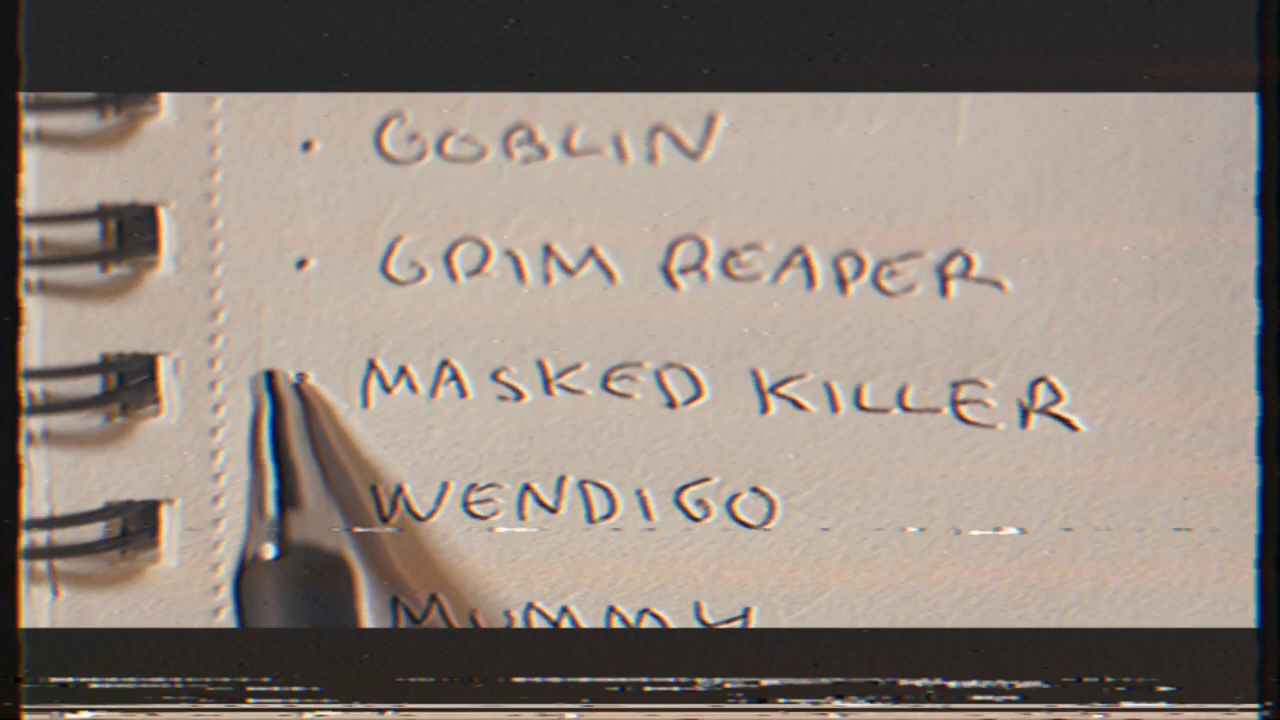 • GOBLIN
• GRIM REAPER
• MASKED KILLER
WENDIGO
MUMMY